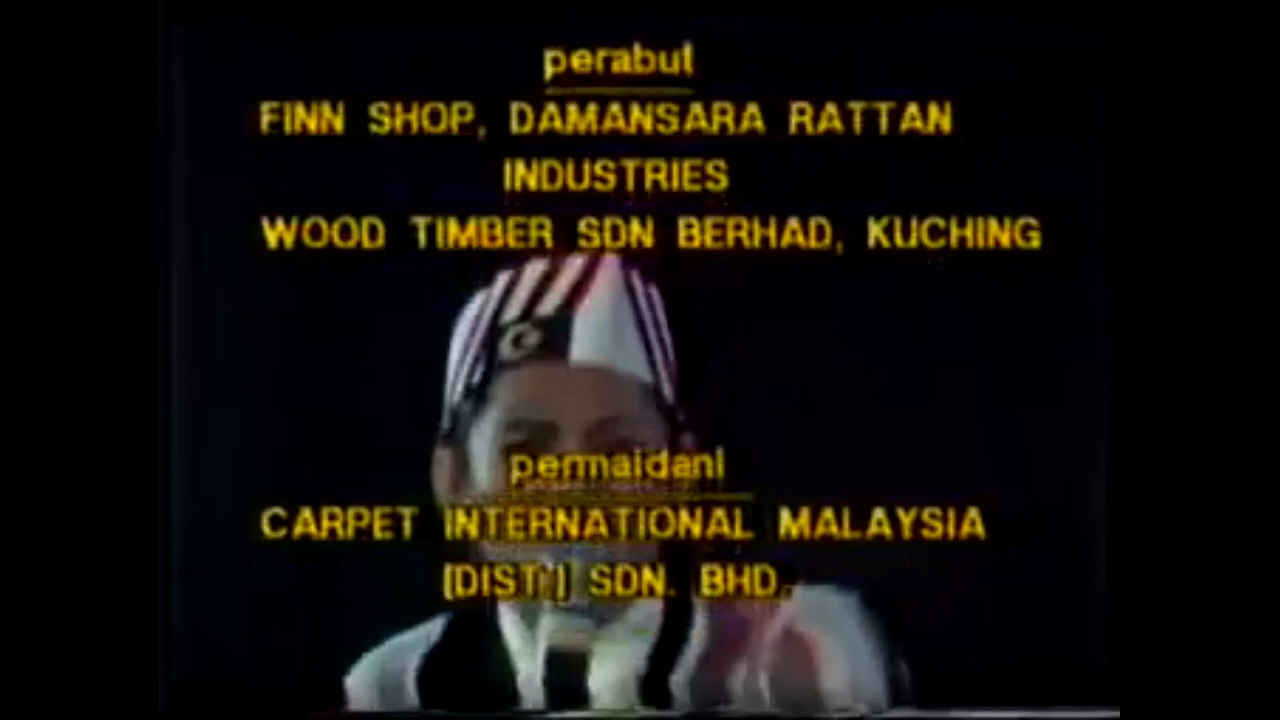 perabut
FINN SHOP, DAMANSARA RATTAN
INDUSTRIES
WOOD TIMBER SDN BERHAD, KUCHING
permaidani
CARPET INTERNATIONAL MALAYSIA
[DIST.] SDN. BHD.